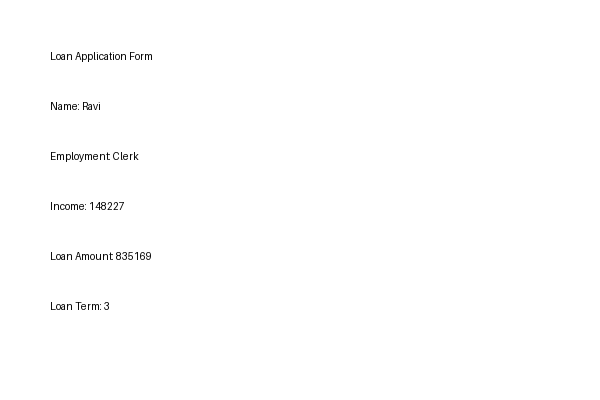 Loan Application Form
Name: Ravi
Employment: Clerk
Income: 148227
Loan Amount: 835169
Loan Term: 3